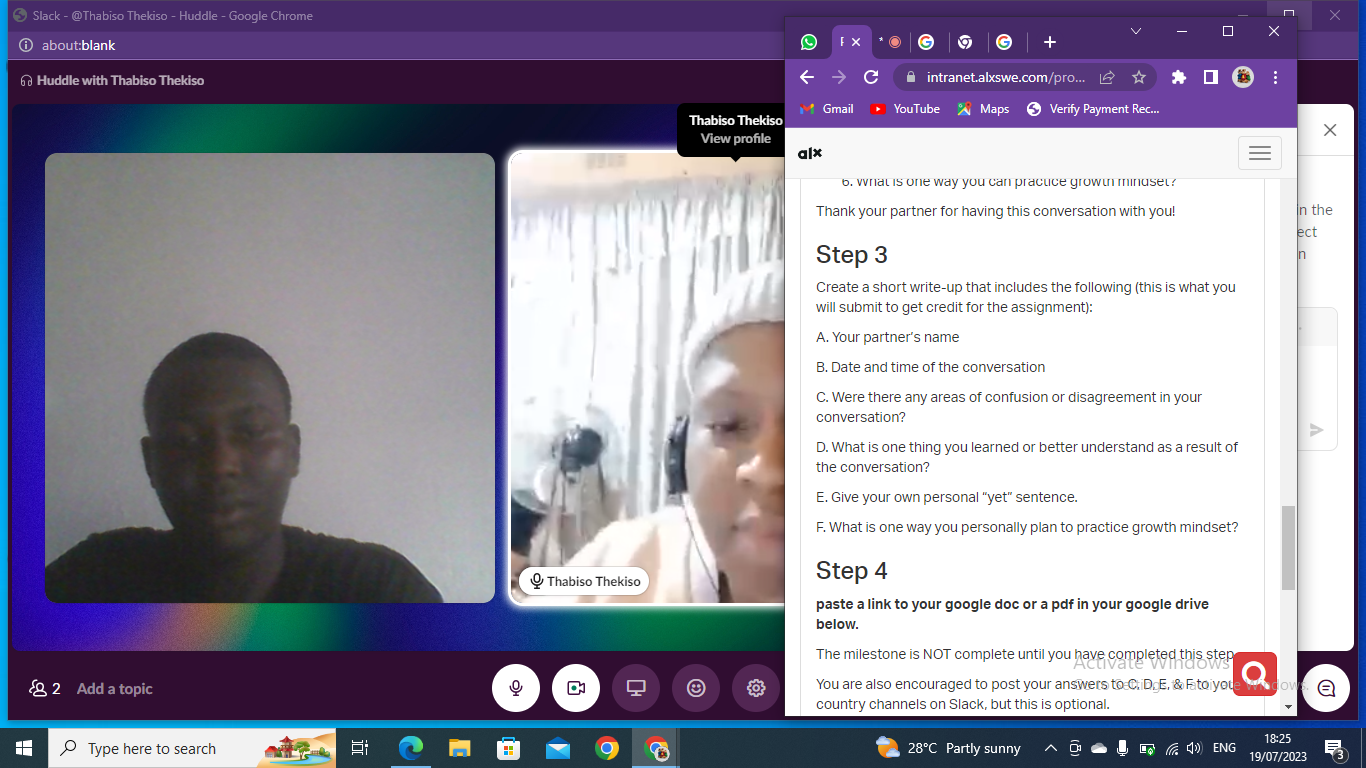 Slack - @Thabiso Thekiso - Huddle - Google Chrome
about:blank
Huddle with Thabiso Thekiso
Thabiso Thekiso
View profile
Thabiso Thekiso
2 Add a topic
intranet.alxswe.com/pro...
Gmail YouTube Maps Verify Payment Rec...
alx
6. What is one way you can practice growth mindset?
Thank your partner for having this conversation with you!
Step 3
Create a short write-up that includes the following (this is what you
will submit to get credit for the assignment):
A. Your partner's name
B. Date and time of the conversation
C. Were there any areas of confusion or disagreement in your
conversation?
D. What is one thing you learned or better understand as a result of
the conversation?
E. Give your own personal “yet” sentence.
F. What is one way you personally plan to practice growth mindset?
Step 4
paste a link to your google doc or a pdf in your google drive
below.
The milestone is NOT complete until you have completed this step.
You are also encouraged to post your answers to C, D, E, & F to your
country channels on Slack, but this is optional.
Activate Windows
Go to Settings to activate Windows.
in the
ect
n
Type here to search
28°C Partly sunny
ENG
18:25
19/07/2023
3